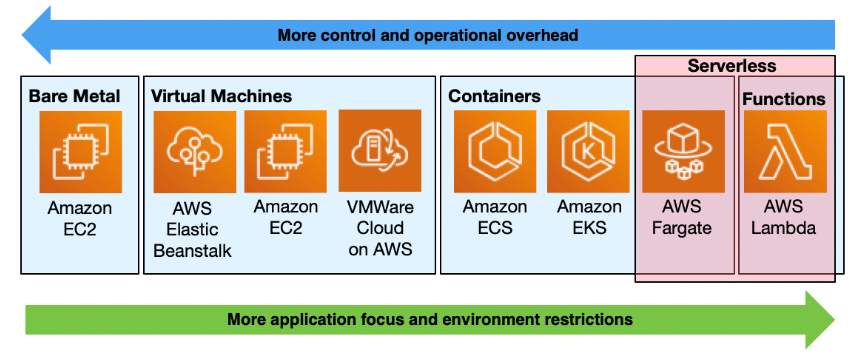 More control and operational overhead
Serverless
Bare Metal
Virtual Machines
Containers
Functions
Amazon
EC2
AWS
Elastic
Beanstalk
Amazon
EC2
VMWare
Cloud
on AWS
Amazon
ECS
Amazon
EKS
AWS
Fargate
AWS
Lambda
More application focus and environment restrictions